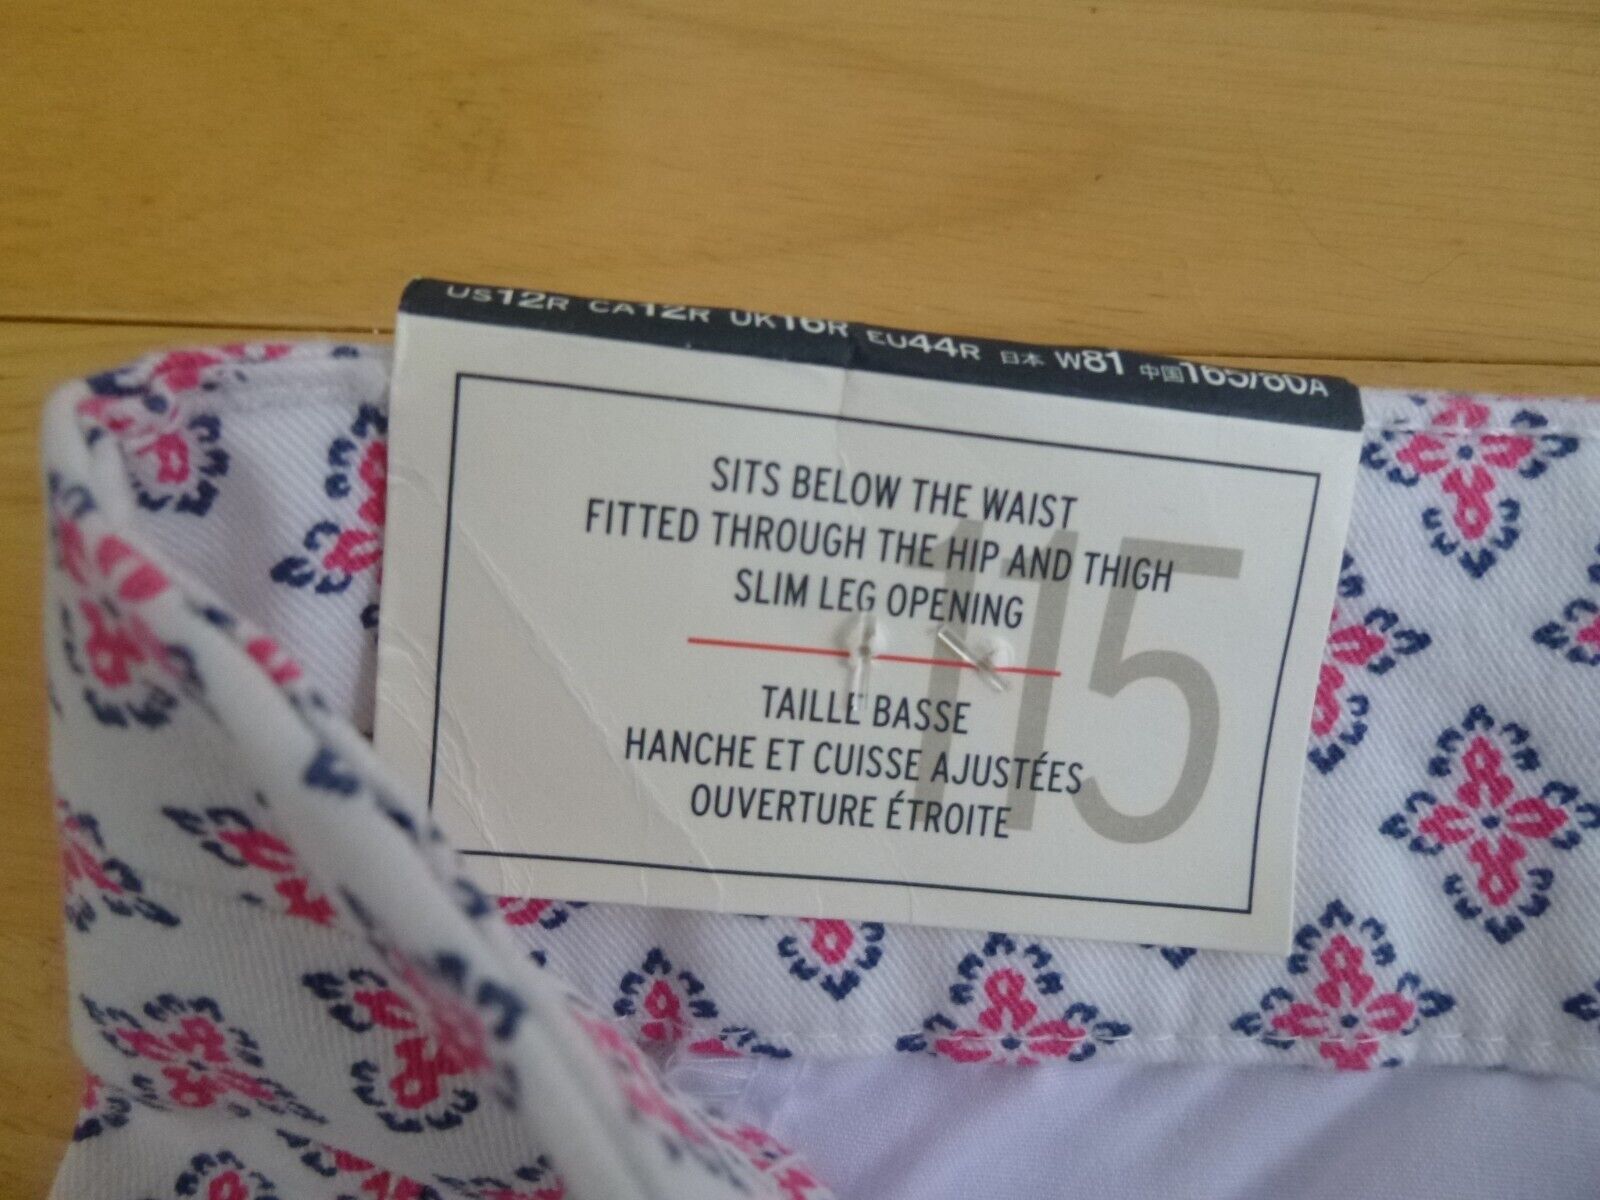 US12R CA12R UK16R EU44R 日本 W81 中国165/80A
SITS BELOW THE WAIST
FITTED THROUGH THE HIP AND THIGH
SLIM LEG OPENING
115
TAILLE BASSE
HANCHE ET CUISSE AJUSTÉES
OUVERTURE ÉTROITE